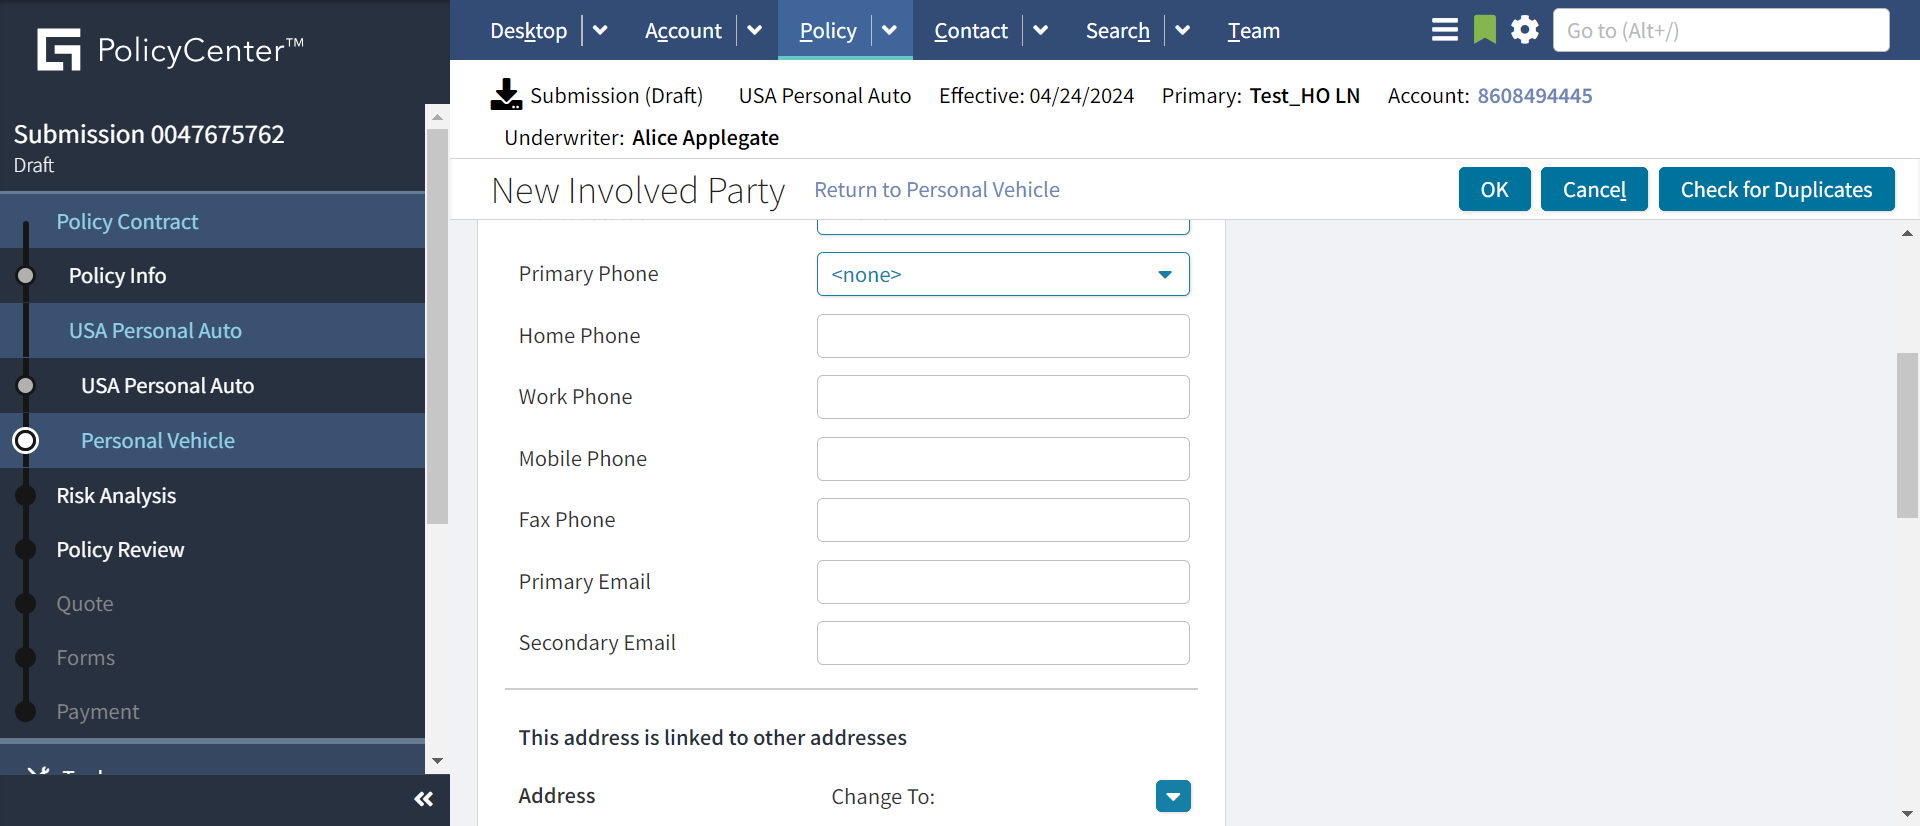 PolicyCenter™
Desktop
Account
Policy
Contact
Search
Team
Go to (Alt+/)
Submission 0047675762
Draft
Policy Contract
Policy Info
USA Personal Auto
USA Personal Auto
Personal Vehicle
Risk Analysis
Policy Review
Quote
Forms
Payment
Submission (Draft) USA Personal Auto Effective: 04/24/2024 Primary: Test_HO LN Account: 8608494445
Underwriter: Alice Applegate
New Involved Party Return to Personal Vehicle
OK
Cancel
Check for Duplicates
Primary Phone <none>
Home Phone
Work Phone
Mobile Phone
Fax Phone
Primary Email
Secondary Email
This address is linked to other addresses
Address Change To: